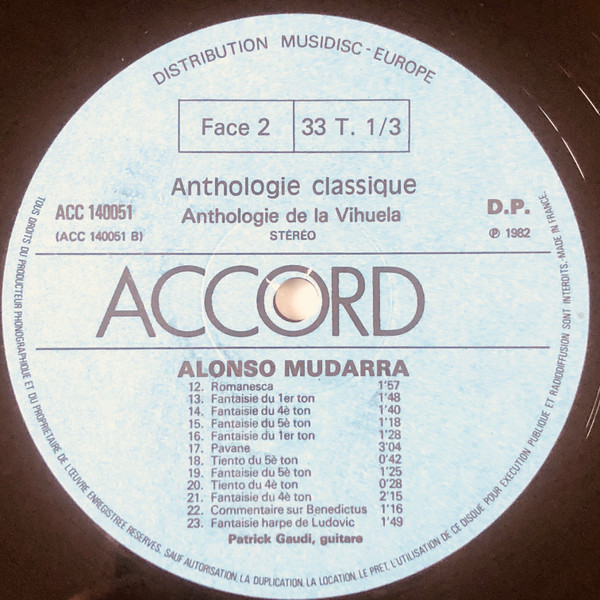 DISTRIBUTION MUSIDISC - EUROPE
Face 2
33 T. 1/3
Anthologie classique
ACC 140051
Anthologie de la Vihuela
D.P.
(ACC 140051 B)
STÉRÉO
℗ 1982
ACCORD
ALONSO MUDARRA
12. Romanesca 1'57
13. Fantaisie du 1er ton 1'48
14. Fantaisie du 4è ton 1'40
15. Fantaisie du 5è ton 1'18
16. Fantaisie du 1er ton 1'28
17. Pavane 3'04
18. Tiento du 5è ton 0'42
19. Fantaisie du 5è ton 1'25
20. Tiento du 4è ton 0'28
21. Fantaisie du 4è ton 2'15
22. Commentaire sur Benedictus 1'16
23. Fantaisie harpe de Ludovic 1'49
Patrick Gaudi, guitare
TOUS DROITS DU PRODUCTEUR PHONOGRAPHIQUE ET DU PROPRIETAIRE DE L'ŒUVRE ENREGISTREE RESERVES. SAUF AUTORISATION, LA DUPLICATION, LA LOCATION, LE PRET, L'UTILISATION DE CE DISQUE POUR EXECUTION PUBLIQUE ET RADIODIFFUSION SONT INTERDITS. - MADE IN FRANCE.